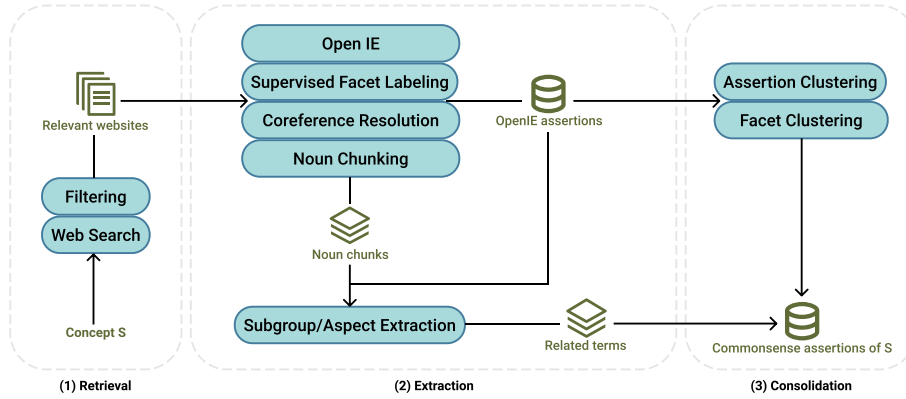 Open IE
Supervised Facet Labeling
Coreference Resolution
Noun Chunking
Relevant websites
Filtering
Web Search
Concept S
OpenIE assertions
Noun chunks
Subgroup/Aspect Extraction
Related terms
Assertion Clustering
Facet Clustering
Commonsense assertions of S
(1) Retrieval
(2) Extraction
(3) Consolidation